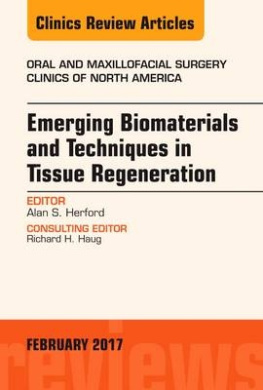 Clinics Review Articles
ORAL AND MAXILLOFACIAL SURGERY
CLINICS OF NORTH AMERICA
Emerging Biomaterials
and Techniques in
Tissue Regeneration
EDITOR
Alan S. Herford
CONSULTING EDITOR
Richard H. Haug
FEBRUARY 2017
reviews